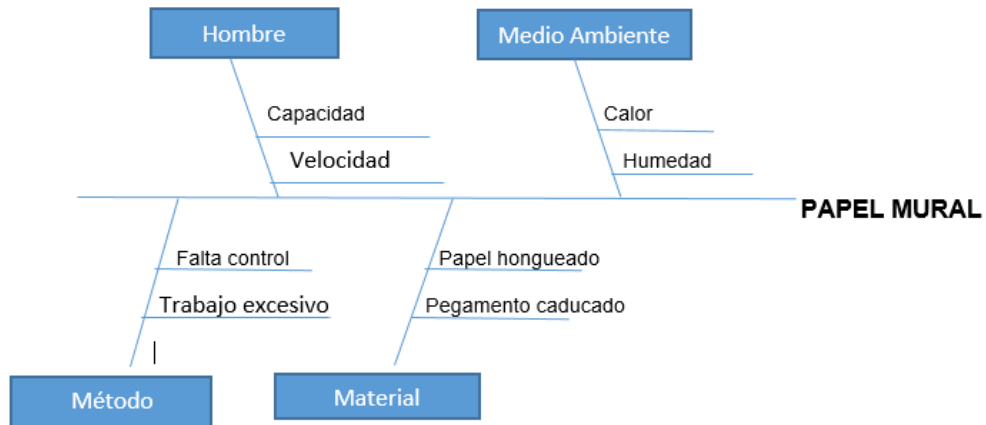 Hombre
Medio Ambiente
Capacidad
Calor
Velocidad
Humedad
PAPEL MURAL
Falta control
Papel hongueado
Trabajo excesivo
Pegamento caducado
Método
Material